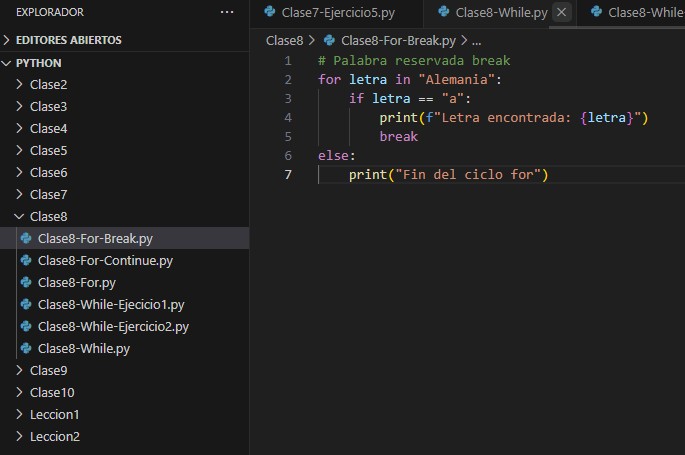 EXPLORADOR
EDITORES ABIERTOS
PYTHON
Clase2
Clase3
Clase4
Clase5
Clase6
Clase7
Clase8
Clase8-For-Break.py
Clase8-For-Continue.py
Clase8-For.py
Clase8-While-Ejecicio1.py
Clase8-While-Ejercicio2.py
Clase8-While.py
Clase9
Clase10
Leccion1
Leccion2
Clase7-Ejercicio5.py
Clase8-While.py
Clase8-While
Clase8 > Clase8-For-Break.py > ...
1 # Palabra reservada break
2 for letra in "Alemania":
3     if letra == "a":
4         print(f"Letra encontrada: {letra}")
5         break
6 else:
7     print("Fin del ciclo for")